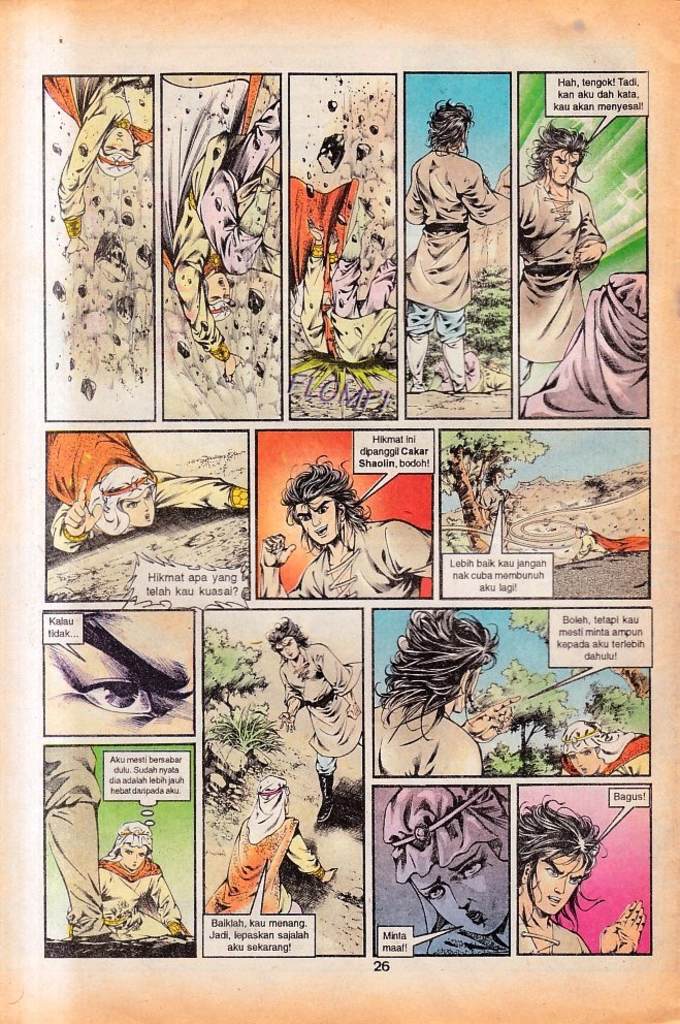 Hah, tengok! Tadi,
kan aku dah kata,
kau akan menyesal!
FLOMP!
Hikmat apa yang
telah kau kuasai?
Hikmat ini
dipanggil Cakar
Shaolin, bodoh!
Lebih baik kau jangan
nak cuba membunuh
aku lagi!
Kalau
tidak...
Aku mesti bersabar
dulu. Sudah nyata
dia adalah lebih jauh
hebat daripada aku.
Baiklah, kau menang.
Jadi, lepaskan sajalah
aku sekarang!
Boleh, tetapi kau
mesti minta ampun
kepada aku terlebih
dahulu!
Minta
maaf!
Bagus!
26